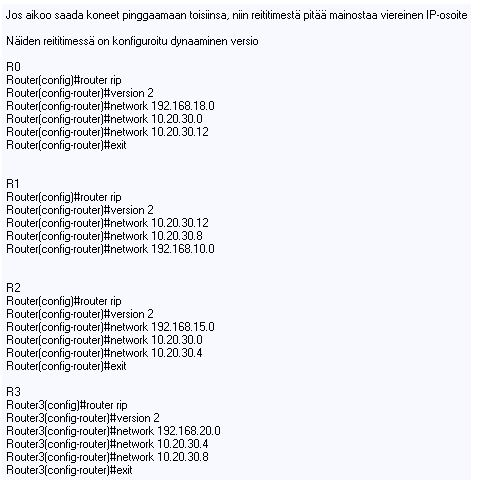 Jos aikoo saada koneet pinggaamaan toisiinsa, niin reititimestä pitää mainostaa viereinen IP-osoite
Näiden reititimessä on konfiguroitu dynaaminen versio
R0
Router(config)#router rip
Router(config-router)#version 2
Router(config-router)#network 192.168.18.0
Router(config-router)#network 10.20.30.0
Router(config-router)#network 10.20.30.12
Router(config-router)#exit
R1
Router(config)#router rip
Router(config-router)#version 2
Router(config-router)#network 10.20.30.12
Router(config-router)#network 10.20.30.8
Router(config-router)#network 192.168.10.0
R2
Router(config)#router rip
Router(config-router)#version 2
Router(config-router)#network 192.168.15.0
Router(config-router)#network 10.20.30.0
Router(config-router)#network 10.20.30.4
Router(config-router)#exit
R3
Router3(config)#router rip
Router3(config-router)#version 2
Router3(config-router)#network 192.168.20.0
Router3(config-router)#network 10.20.30.4
Router3(config-router)#network 10.20.30.8
Router3(config-router)#exit